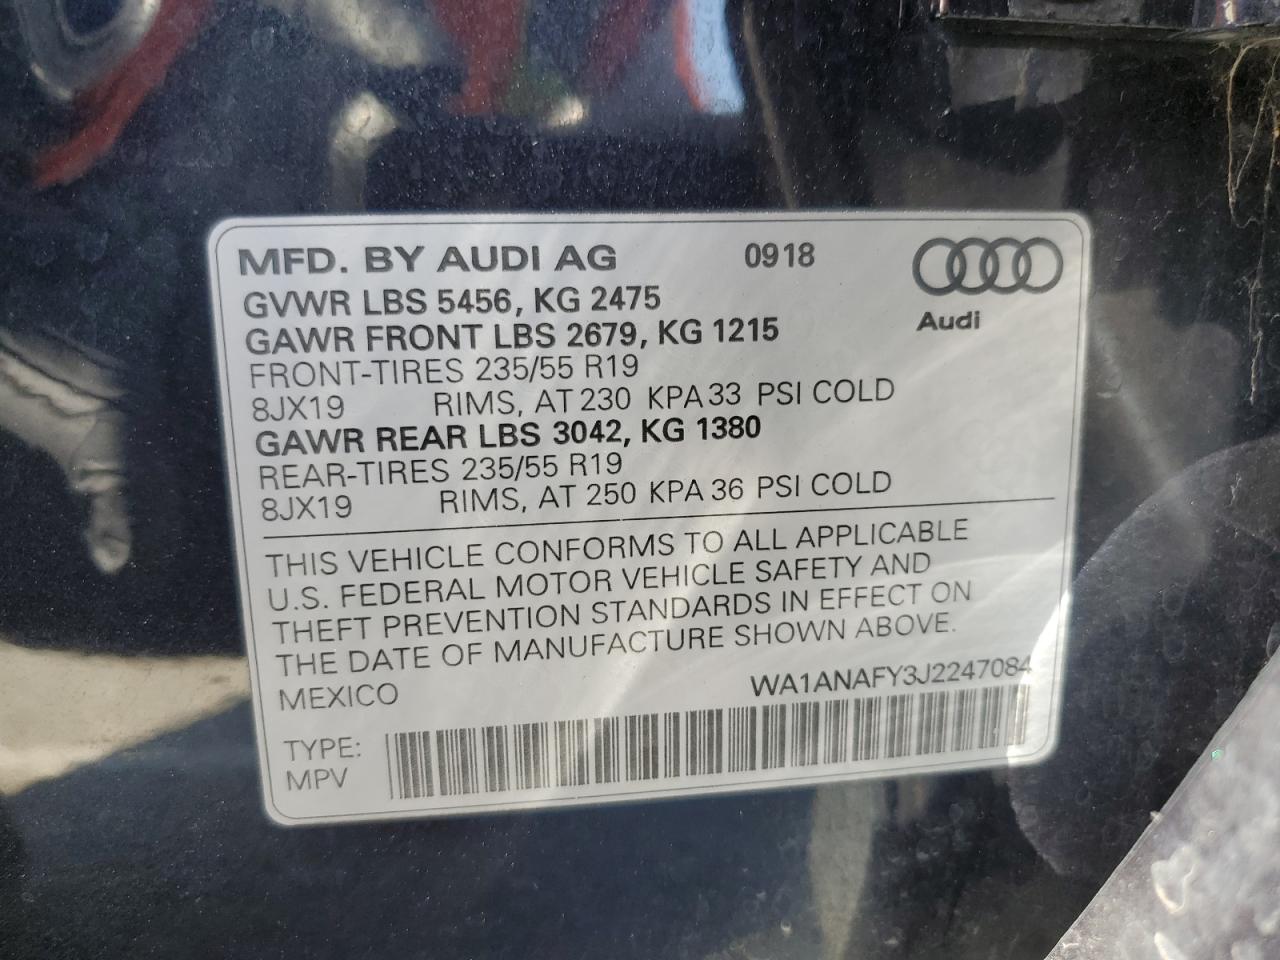 MFD. BY AUDI AG 0918
GVWR LBS 5456, KG 2475
GAWR FRONT LBS 2679, KG 1215
Audi
FRONT-TIRES 235/55 R19
8JX19 RIMS, AT 230 KPA 33 PSI COLD
GAWR REAR LBS 3042, KG 1380
REAR-TIRES 235/55 R19
8JX19 RIMS, AT 250 KPA 36 PSI COLD
THIS VEHICLE CONFORMS TO ALL APPLICABLE
U.S. FEDERAL MOTOR VEHICLE SAFETY AND
THEFT PREVENTION STANDARDS IN EFFECT ON
THE DATE OF MANUFACTURE SHOWN ABOVE.
MEXICO WA1ANAFY3J2247084
TYPE:
MPV